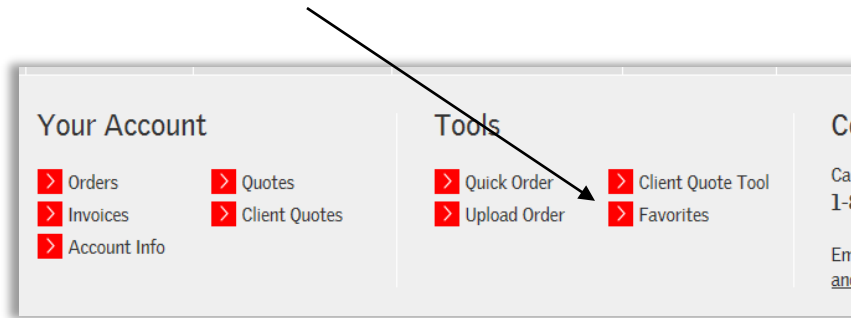 Your Account
Orders
Invoices
Account Info
Quotes
Client Quotes
Tools
Quick Order
Upload Order
Client Quote Tool
Favorites